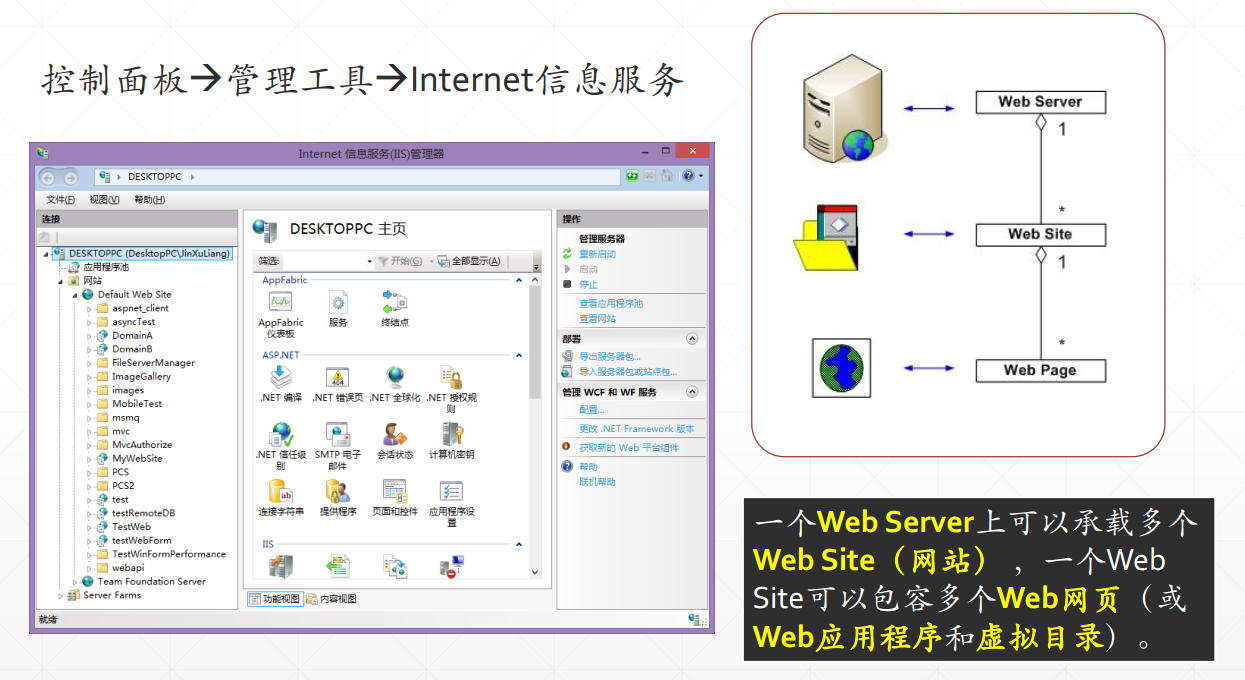 控制面板→管理工具→Internet信息服务
Internet 信息服务(IIS)管理器
DESKTOPPC
文件(F) 视图(V) 帮助(H)
连接
DESKTOPPC (DesktopPC\JinXuLiang)
应用程序池
网站
Default Web Site
aspnet_client
asyncTest
DomainA
DomainB
FileServerManager
ImageGallery
images
MobileTest
msmq
mvc
MvcAuthorize
MyWebSite
PCS
PCS2
test
testRemoteDB
TestWeb
testWebForm
TestWinFormPerformance
webapi
Team Foundation Server
Server Farms
DESKTOPPC 主页
筛选: 开始(G) 全部显示(A)
AppFabric
AppFabric 服务 终结点
仪表板
ASP.NET
404
.NET 编译 .NET 错误页 .NET 全球化 .NET 授权规
则
.NET 信任级 SMTP 电子 会话状态 计算机密钥
别 邮件
ab
连接字符串 提供程序 页面和控件 应用程序设
置
IIS
功能视图 内容视图
操作
管理服务器
重新启动
启动
停止
查看应用程序池
查看网站
部署
导出服务器包...
导入服务器包或站点包...
管理 WCF 和 WF 服务
配置...
更改 .NET Framework 版本
获取新的 Web 平台组件
帮助
联机帮助
就绪
Web Server
1
*
Web Site
1
*
Web Page
一个Web Server上可以承载多个
Web Site（网站），一个Web
Site可以包容多个Web网页（或
Web应用程序和虚拟目录）。